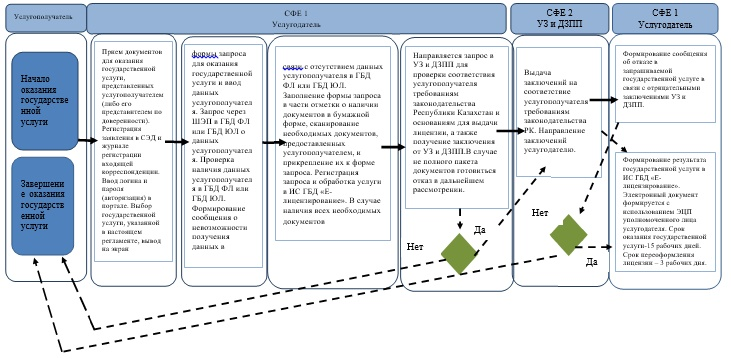 Услугополучатель
СФЕ 1
Услугодатель
СФЕ 2
УЗ и ДЗПП
СФЕ 1
Услугодатель
Начало
оказания
государстве
нной
услуги
Завершени
е оказания
государств
енной
услуги
Прием документов
для оказания
государственной
услуги,
представленных
услугополучателем
(либо его
представителем по
доверенности).
Регистрация
заявления в СЭД и
журнале
регистрации
входящей
корреспонденции.
Ввод логина и
пароля
(авторизации) в
портале. Выбор
государственной
услуги, указанной
в настоящем
регламенте, вывод
на экран
формы запроса
для оказания
государственной
услуги и ввод
данных
услугополучател
я. Запрос через
ШЭП в ГБД ФЛ
или ГБД ЮЛ о
данных
услугополучател
я. Проверка
наличия данных
услугополучател
я в ГБД ФЛ или
ГБД ЮЛ.
Формирование
сообщения о
невозможности
получения
данных в
связи с отсутствием данных
услугополучателя в ГБД
ФЛ или ГБД ЮЛ.
Заполнение формы запроса
в части отметки о наличии
документов в бумажной
форме, сканирование
необходимых документов,
предоставленных
услугополучателем, и
прикрепление их к форме
запроса. Регистрация
запроса и обработка услуги
в ИС ГБД «Е-
лицензирование». В случае
наличия всех необходимых
документов
Направляется запрос в
УЗ и ДЗПП для
проверки соответствия
услугополучателя
требованиям
законодательства
Республики Казахстан и
основаниям для выдачи
лицензии, а также
получение заключения
от УЗ и ДЗПП.В случае
не полного пакета
документов готовиться
отказ в дальнейшем
рассмотрении.
Выдача
заключений на
соответствие
услугополучателя
требованиям
законодательства
РК. Направление
заключений
услугодателю.
Формирование сообщения
об отказе в
запрашиваемой
государственной услуге в
связи с отрицательными
заключениями УЗ и
ДЗПП.
Формирование результата
государственной услуги в
ИС ГБД «Е-
лицензирование».
Электронный документ
формируется с
использованием ЭЦП
уполномоченного лица
услугодателя. Срок
оказания государственной
услуги-15 рабочих дней.
Срок переоформления
лицензии – 3 рабочих дня.
Нет
Да
Нет
Да